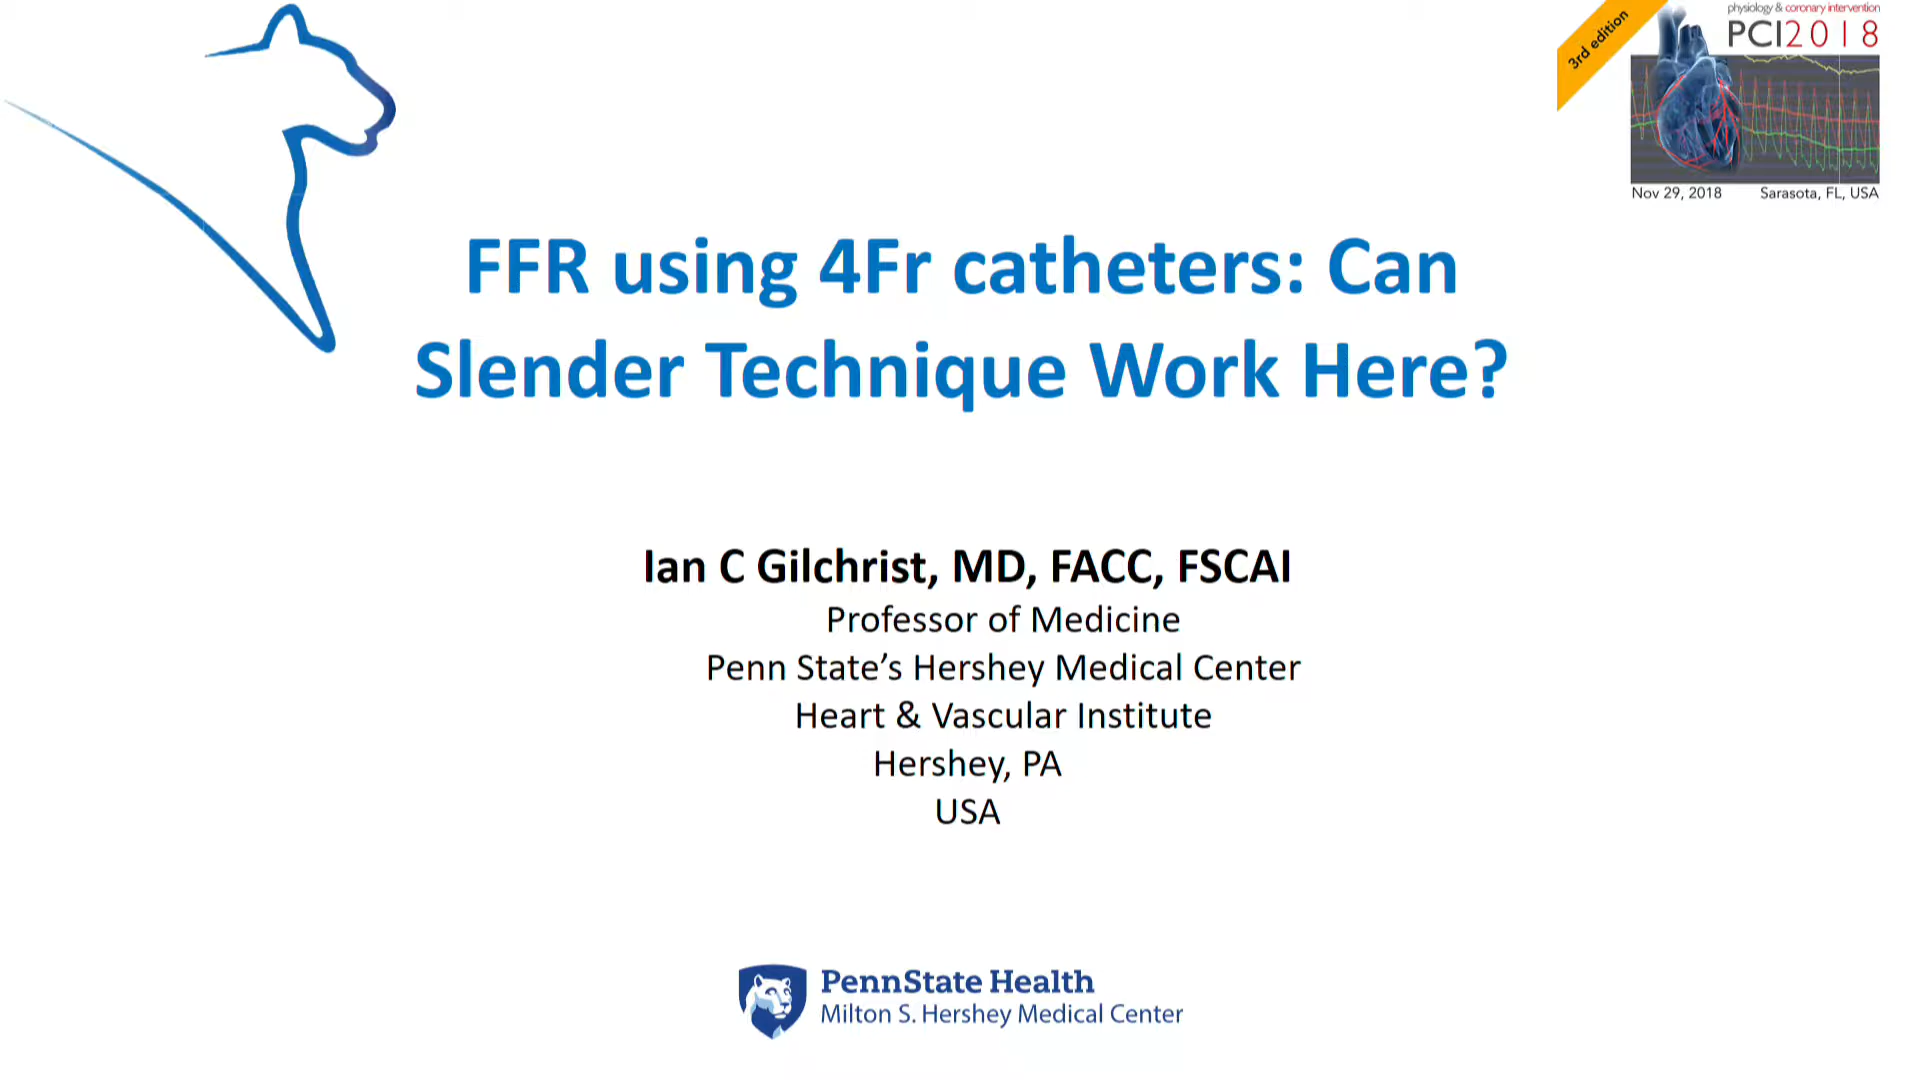 3rd edition
physiology & coronary intervention
PCI2018
Nov 29, 2018 Sarasota, FL, USA
FFR using 4Fr catheters: Can
Slender Technique Work Here?
Ian C Gilchrist, MD, FACC, FSCAI
Professor of Medicine
Penn State’s Hershey Medical Center
Heart & Vascular Institute
Hershey, PA
USA
PennState Health
Milton S. Hershey Medical Center